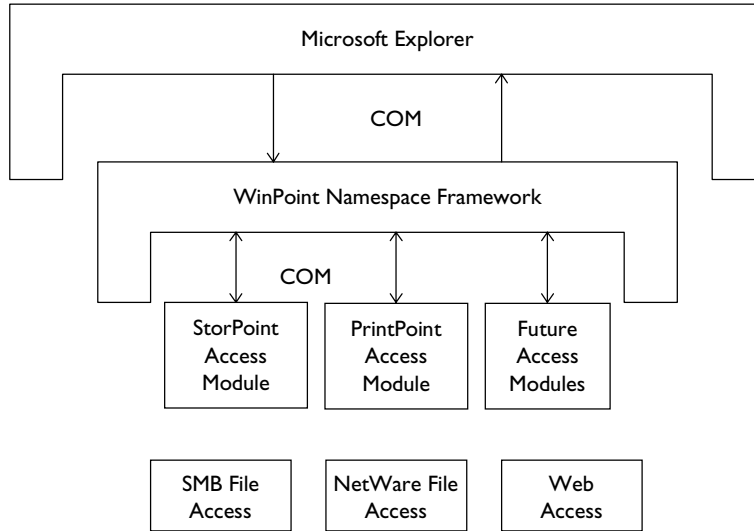 Microsoft Explorer
COM
WinPoint Namespace Framework
COM
StorPoint
Access
Module
PrintPoint
Access
Module
Future
Access
Modules
SMB File
Access
NetWare File
Access
Web
Access